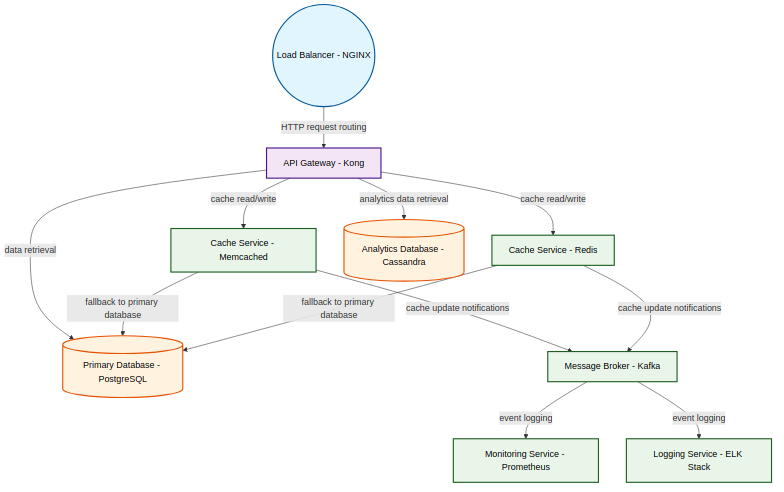 Load Balancer - NGINX
HTTP request routing
API Gateway - Kong
cache read/write
analytics data retrieval
cache read/write
data retrieval
Cache Service -
Memcached
Analytics Database -
Cassandra
Cache Service - Redis
fallback to primary
database
fallback to primary
database
cache update notifications
cache update notifications
Primary Database -
PostgreSQL
Message Broker - Kafka
event logging
event logging
Monitoring Service -
Prometheus
Logging Service - ELK
Stack